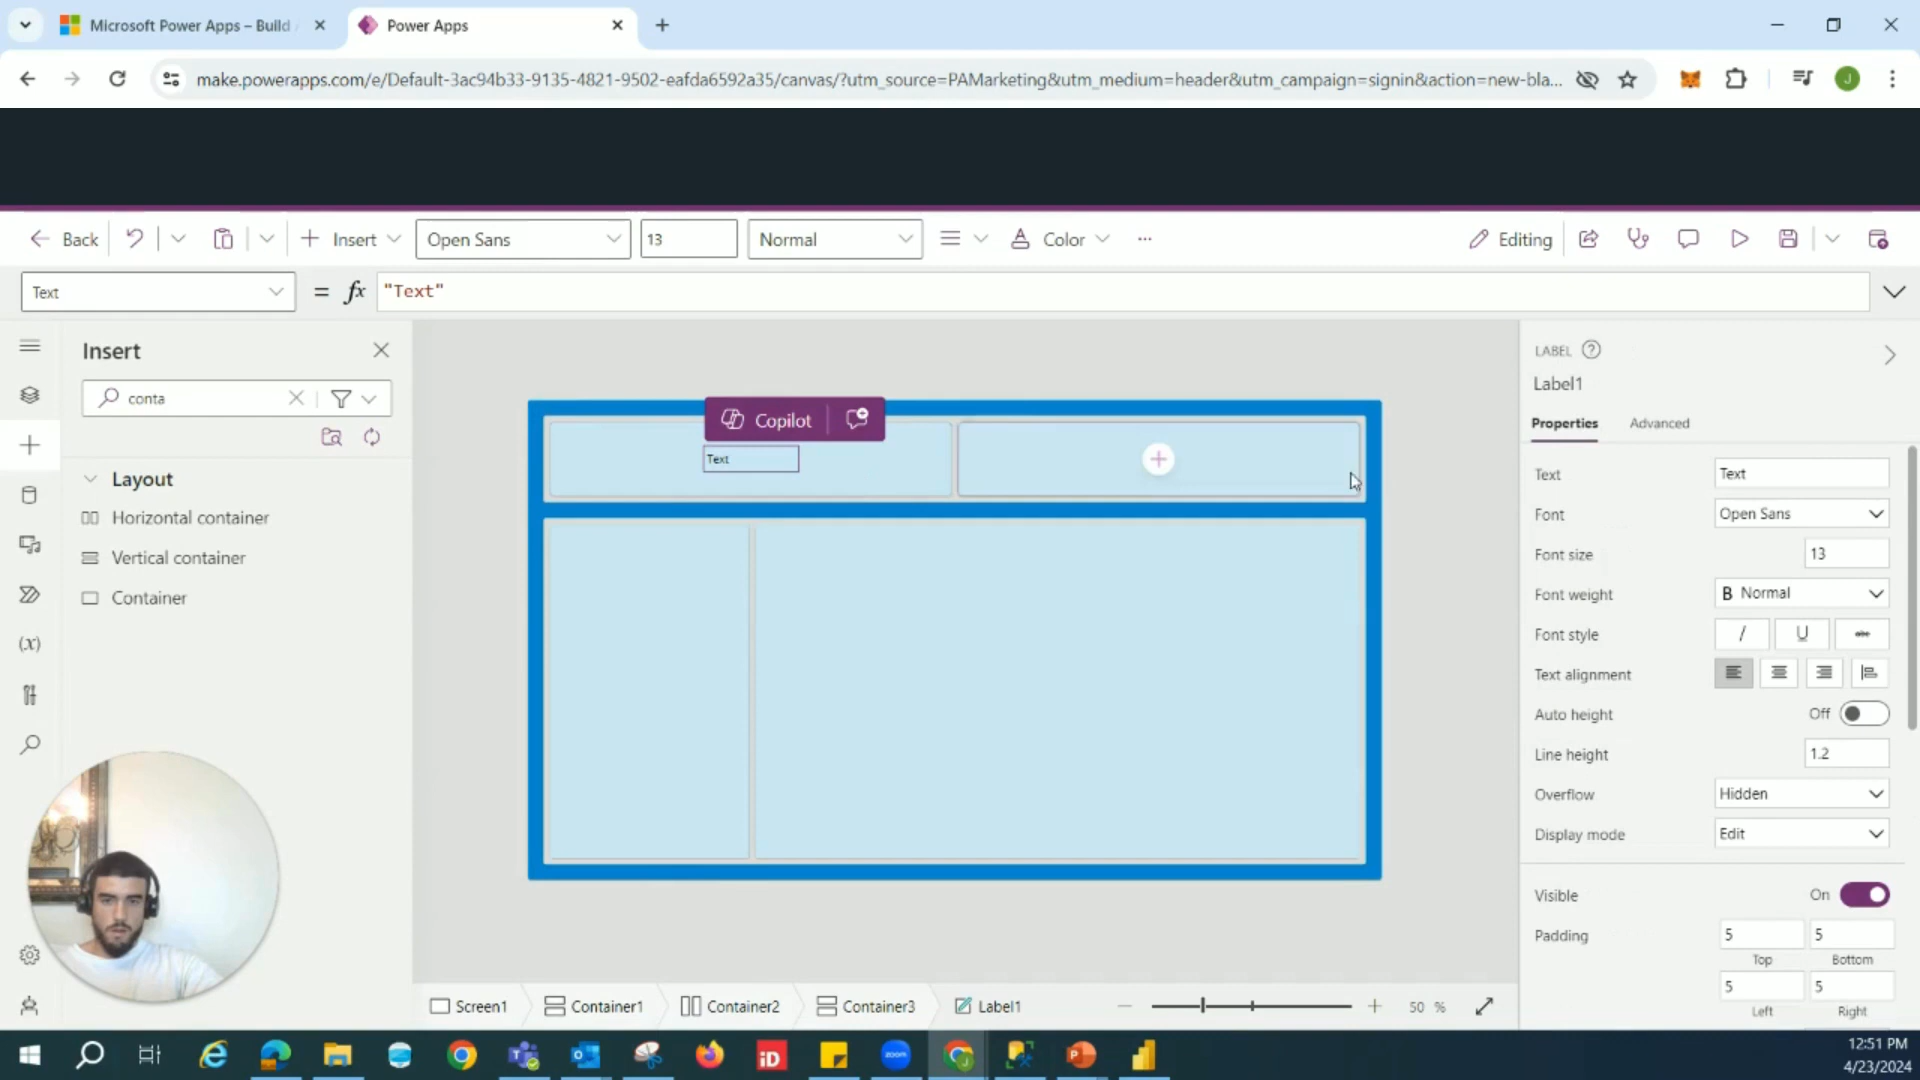 Microsoft Power Apps – Build
Power Apps
make.powerapps.com/e/Default-3ac94b33-9135-4821-9502-eafda6592a35/canvas/?utm_source=PAMarketing&utm_medium=header&utm_campaign=signin&action=new-bla...
J
Back
Insert
Open Sans
13
Normal
Color
...
Editing
Text
= fx "Text"
Insert
conta
Layout
Horizontal container
Vertical container
Container
Copilot
Text
LABEL
Label1
Properties
Advanced
Text
Text
Font
Open Sans
Font size
13
Font weight
B Normal
Font style
/ U abc
Text alignment
Auto height
Off
Line height
1.2
Overflow
Hidden
Display mode
Edit
Visible
On
Padding
5 5
Top Bottom
5 5
Left Right
Screen1
Container1
Container2
Container3
Label1
50 %
iD
zoom
12:51 PM
4/23/2024